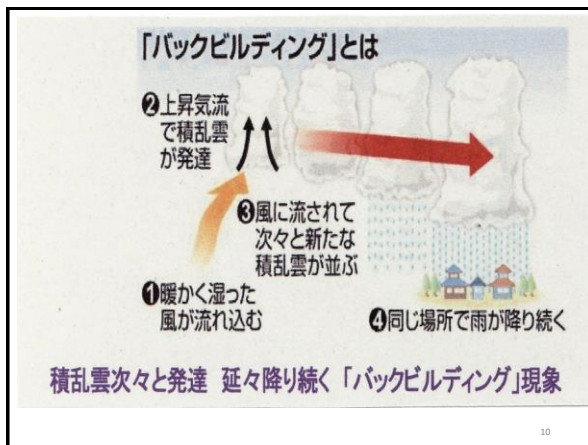 「バックビルディング」とは
❷上昇気流
で積乱雲
が発達
❸風に流されて
次々と新たな
積乱雲が並ぶ
❶暖かく湿った
風が流れ込む
❹同じ場所で雨が降り続く
積乱雲次々と発達 延々降り続く 「バックビルディング」現象
10